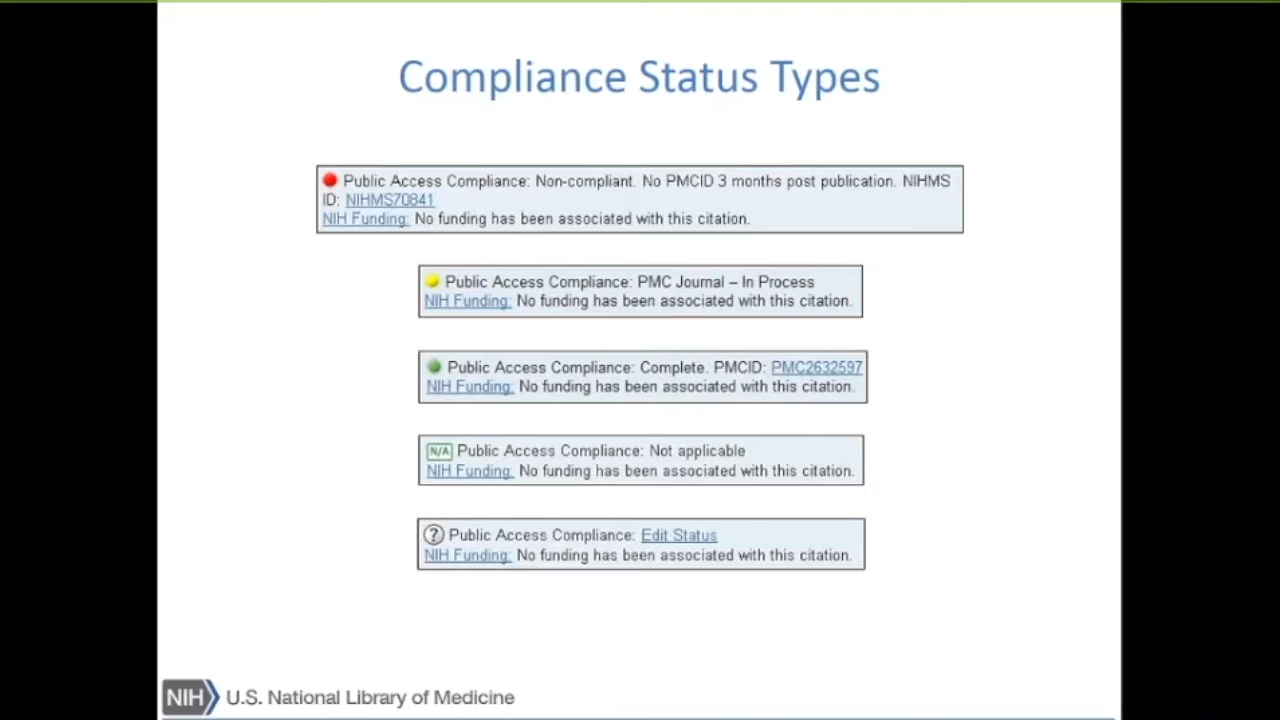 Compliance Status Types
Public Access Compliance: Non-compliant. No PMCID 3 months post publication. NIHMS
ID: NIHMS70841
NIH Funding: No funding has been associated with this citation.
Public Access Compliance: PMC Journal – In Process
NIH Funding: No funding has been associated with this citation.
Public Access Compliance: Complete. PMCID: PMC2632597
NIH Funding: No funding has been associated with this citation.
N/A Public Access Compliance: Not applicable
NIH Funding: No funding has been associated with this citation.
? Public Access Compliance: Edit Status
NIH Funding: No funding has been associated with this citation.
NIH U.S. National Library of Medicine